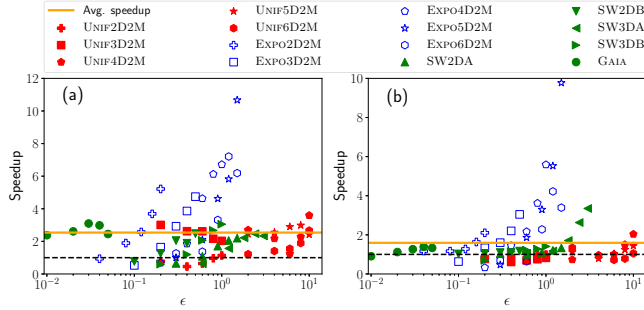 Avg. speedup
UNIF2D2M
UNIF3D2M
UNIF4D2M
UNIF5D2M
UNIF6D2M
EXPO2D2M
EXPO3D2M
EXPO4D2M
EXPO5D2M
EXPO6D2M
SW2DA
SW2DB
SW3DA
SW3DB
GAIA
(a)
Speedup
12
10
8
6
4
2
0
10⁻²
10⁻¹
10⁰
10¹
ϵ
(b)
Speedup
10
8
6
4
2
0
10⁻²
10⁻¹
10⁰
10¹
ϵ